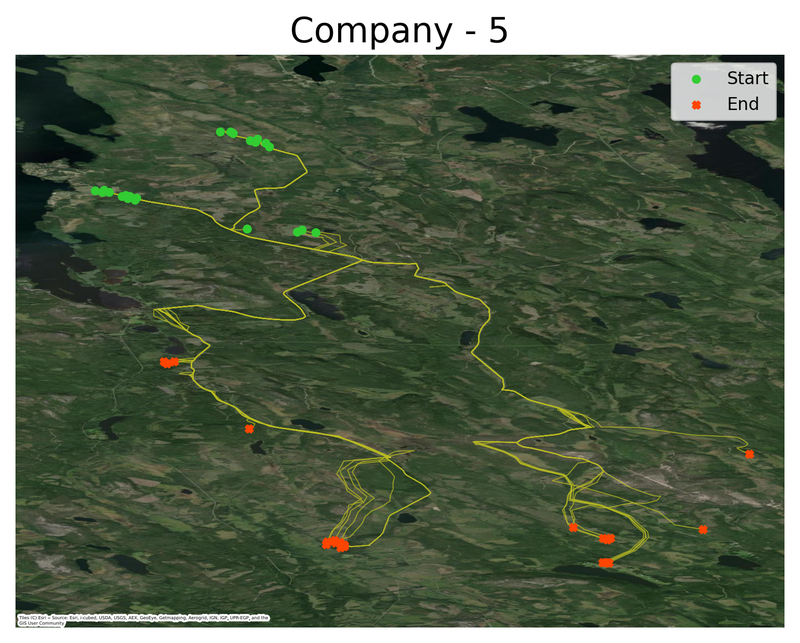 Company - 5
Start
End
Tiles (C) Esri -- Source: Esri, i-cubed, USDA, USGS, AEX, GeoEye, Getmapping, Aerogrid, IGN, IGP, UPR-EGP, and the
GIS User Community